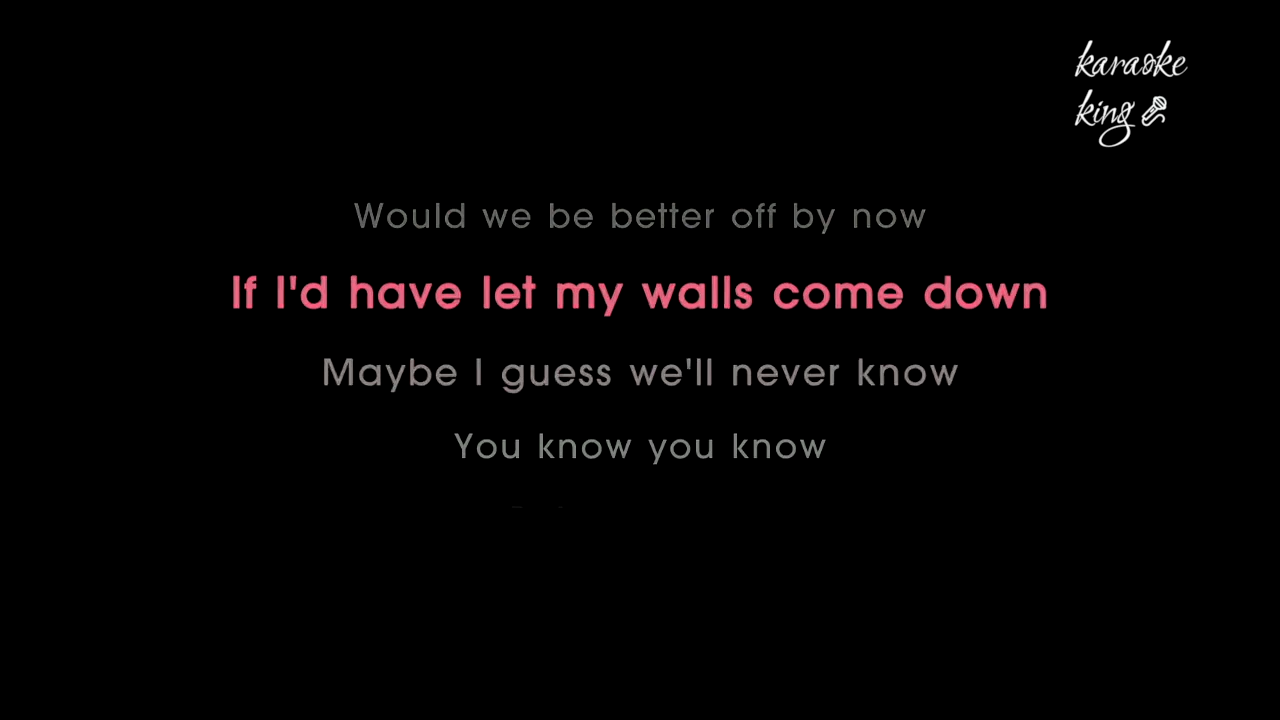 karaoke
king
Would we be better off by now
If I'd have let my walls come down
Maybe I guess we'll never know
You know you know